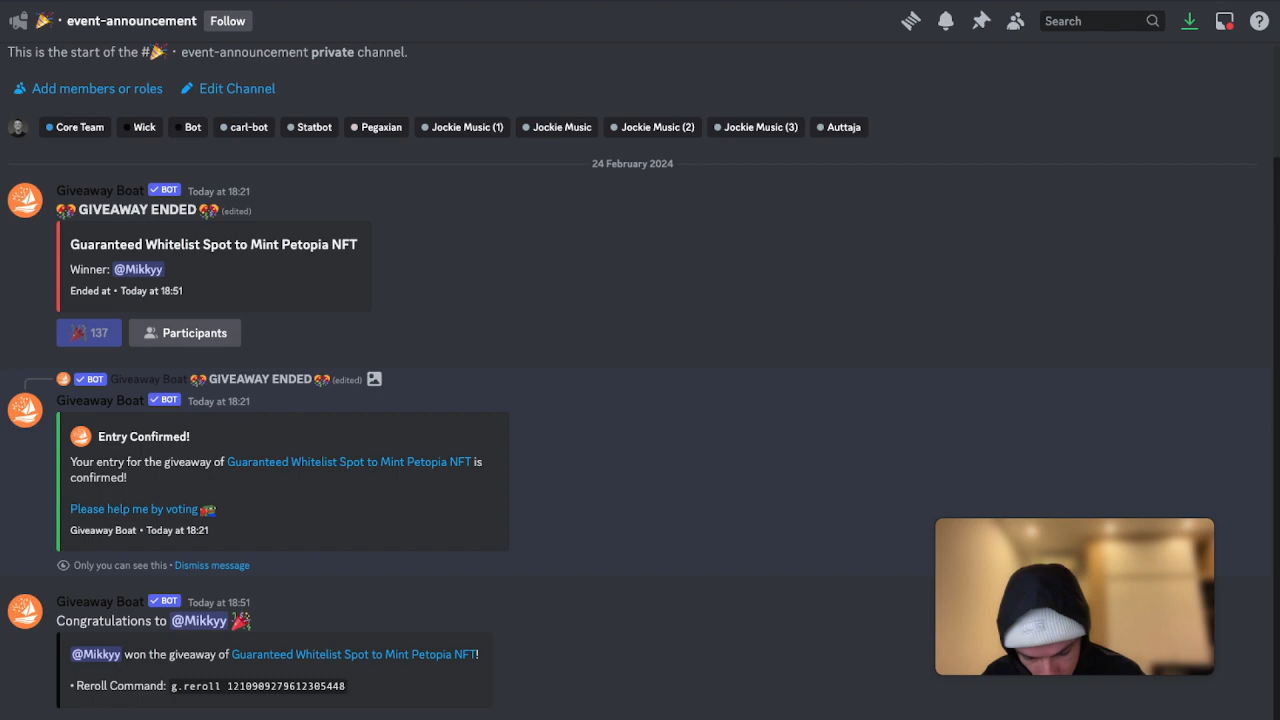 event-announcement Follow Search
This is the start of the # · event-announcement private channel.
Add members or roles Edit Channel
Core Team Wick Bot carl-bot Statbot Pegaxian Jockie Music (1) Jockie Music Jockie Music (2) Jockie Music (3) Auttaja
24 February 2024
Giveaway Boat BOT Today at 18:21
GIVEAWAY ENDED (edited)
Guaranteed Whitelist Spot to Mint Petopia NFT
Winner: @Mikkyy
Ended at • Today at 18:51
137 Participants
BOT Giveaway Boat GIVEAWAY ENDED (edited)
Giveaway Boat BOT Today at 18:21
Entry Confirmed!
Your entry for the giveaway of Guaranteed Whitelist Spot to Mint Petopia NFT is
confirmed!
Please help me by voting
Giveaway Boat • Today at 18:21
Only you can see this • Dismiss message
Giveaway Boat BOT Today at 18:51
Congratulations to @Mikkyy
@Mikkyy won the giveaway of Guaranteed Whitelist Spot to Mint Petopia NFT!
• Reroll Command: g.reroll 1210909279612305448